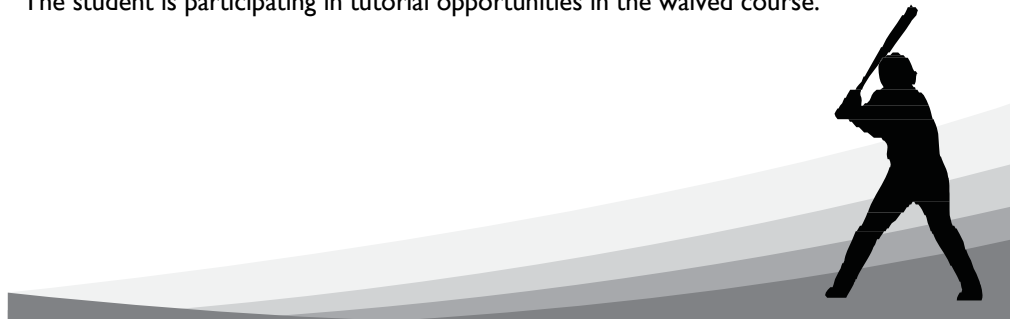 The student is participating in tutorial opportunities in the waived course.